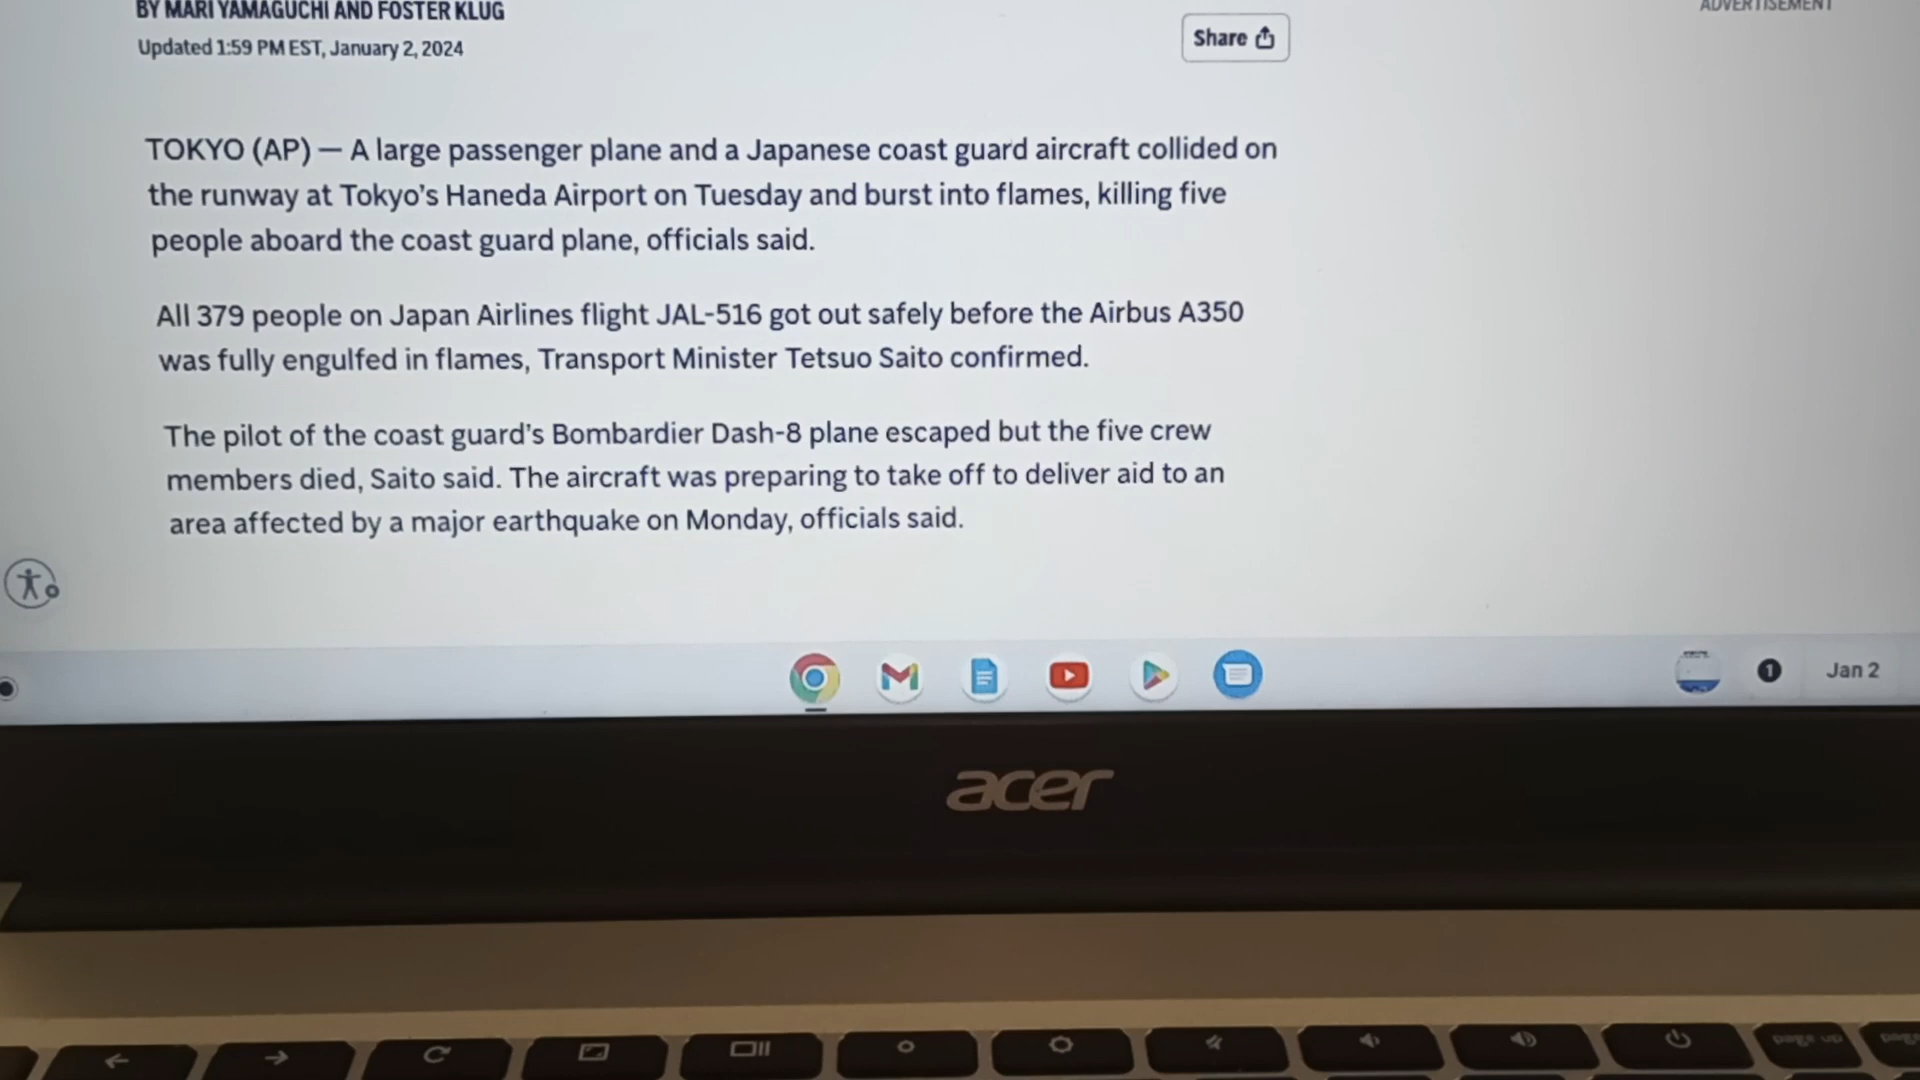 BY MARI YAMAGUCHI AND FOSTER KLUG
ADVERTISEMENT
Updated 1:59 PM EST, January 2, 2024
Share
TOKYO (AP) — A large passenger plane and a Japanese coast guard aircraft collided on
the runway at Tokyo's Haneda Airport on Tuesday and burst into flames, killing five
people aboard the coast guard plane, officials said.
All 379 people on Japan Airlines flight JAL-516 got out safely before the Airbus A350
was fully engulfed in flames, Transport Minister Tetsuo Saito confirmed.
The pilot of the coast guard's Bombardier Dash-8 plane escaped but the five crew
members died, Saito said. The aircraft was preparing to take off to deliver aid to an
area affected by a major earthquake on Monday, officials said.
1
Jan 2
acer
page up
page